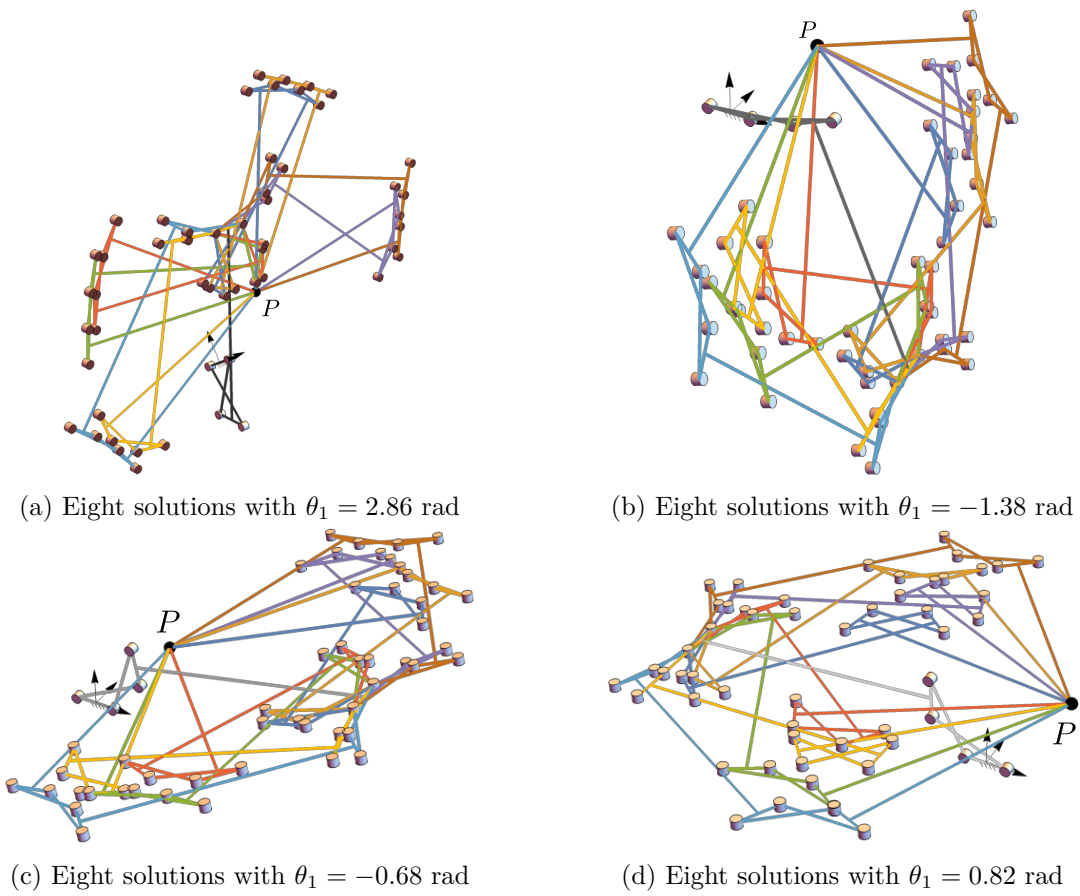 P
P
(a) Eight solutions with θ₁ = 2.86 rad
(b) Eight solutions with θ₁ = −1.38 rad
P
P
(c) Eight solutions with θ₁ = −0.68 rad
(d) Eight solutions with θ₁ = 0.82 rad